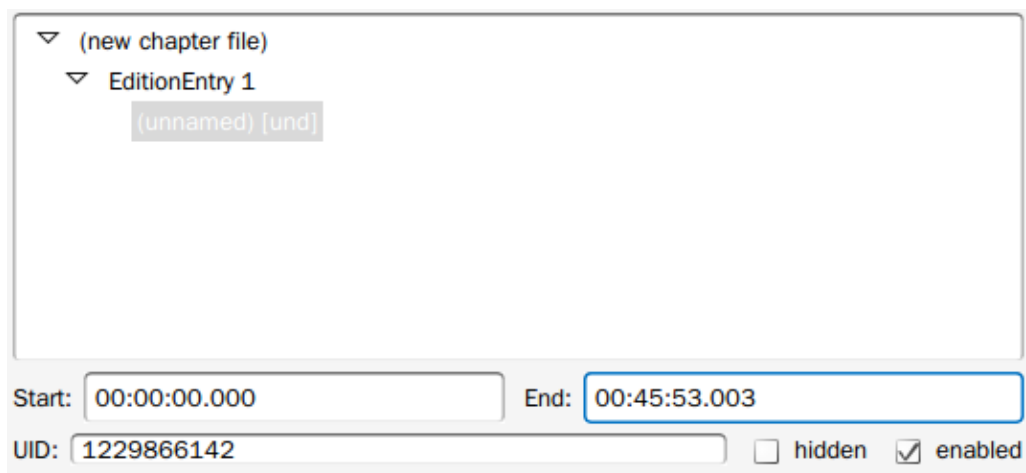 (new chapter file)
EditionEntry 1
(unnamed) [und]
Start: 00:00:00.000 End: 00:45:53.003
UID: 1229866142 hidden enabled